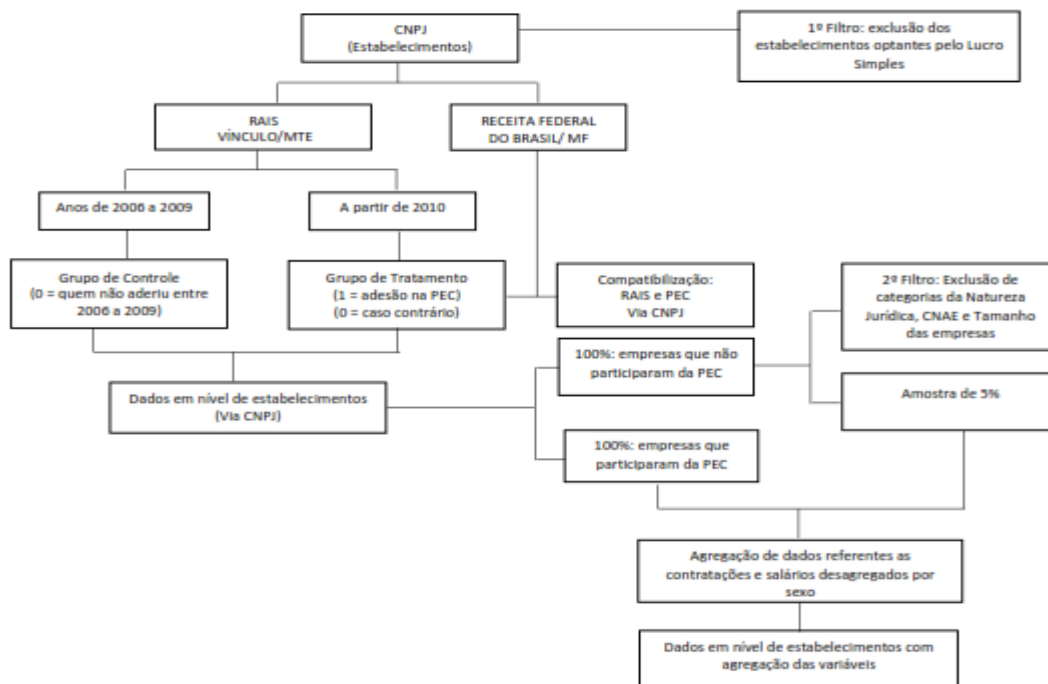 CNPJ
(Estabelecimentos)
1º Filtro: exclusão dos
estabelecimentos optantes pelo Lucro
Simples
RAIS
VÍNCULO/MTE
RECEITA FEDERAL
DO BRASIL/ MF
Anos de 2006 a 2009
A partir de 2010
Grupo de Controle
(0 = quem não aderiu entre
2006 a 2009)
Grupo de Tratamento
(1 = adesão na PEC)
(0 = caso contrário)
Compatibilização:
RAIS e PEC
Via CNPJ
2º Filtro: Exclusão de
categorias da Natureza
Jurídica, CNAE e Tamanho
das empresas
100%: empresas que não
participaram da PEC
Dados em nível de estabelecimentos
(Via CNPJ)
Amostra de 5%
100%: empresas que
participaram da PEC
Agregação de dados referentes as
contratações e salários desagregados por
sexo
Dados em nível de estabelecimentos com
agregação das variáveis